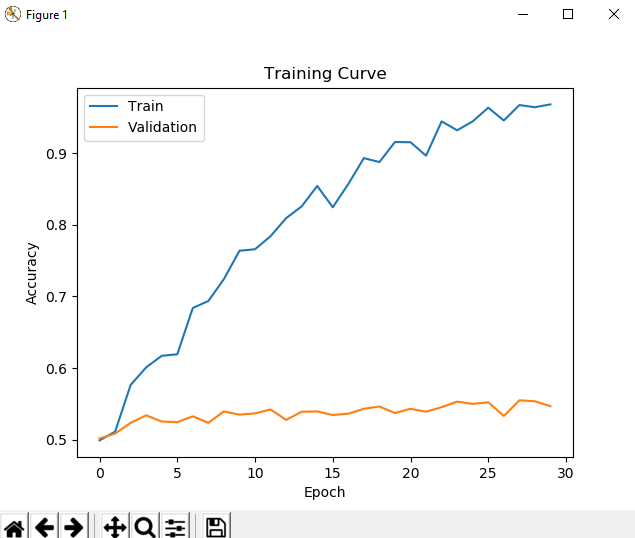 Figure 1
Training Curve
Train
Validation
0.9
0.8
0.7
0.6
0.5
Accuracy
0 5 10 15 20 25 30
Epoch